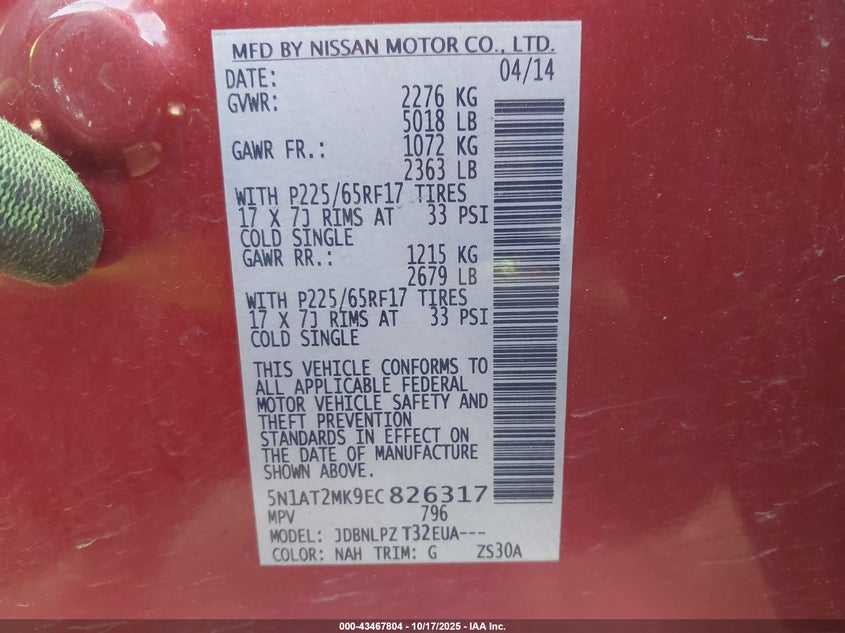 MFD BY NISSAN MOTOR CO., LTD.
DATE: 04/14
GVWR: 2276 KG
5018 LB
GAWR FR.: 1072 KG
2363 LB
WITH P225/65RF17 TIRES
17 X 7J RIMS AT 33 PSI
COLD SINGLE
GAWR RR.: 1215 KG
2679 LB
WITH P225/65RF17 TIRES
17 X 7J RIMS AT 33 PSI
COLD SINGLE
THIS VEHICLE CONFORMS TO
ALL APPLICABLE FEDERAL
MOTOR VEHICLE SAFETY AND
THEFT PREVENTION
STANDARDS IN EFFECT ON
THE DATE OF MANUFACTURE
SHOWN ABOVE.
5N1AT2MK9EC826317
MPV 796
MODEL: JDBNLPZ T32EUA---
COLOR: NAH TRIM: G ZS30A
000-43467804 | 10/17/2025 - IAA Inc.